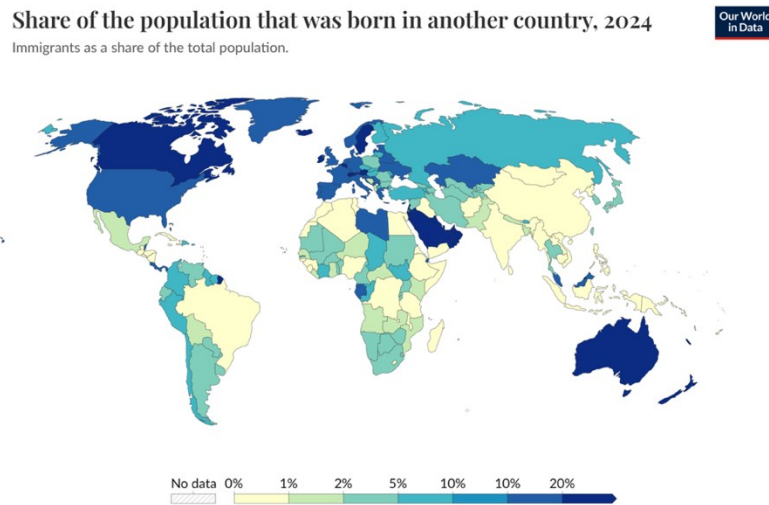 Share of the population that was born in another country, 2024
Our World
in Data
Immigrants as a share of the total population.
No data 0% 1% 2% 5% 10% 10% 20%